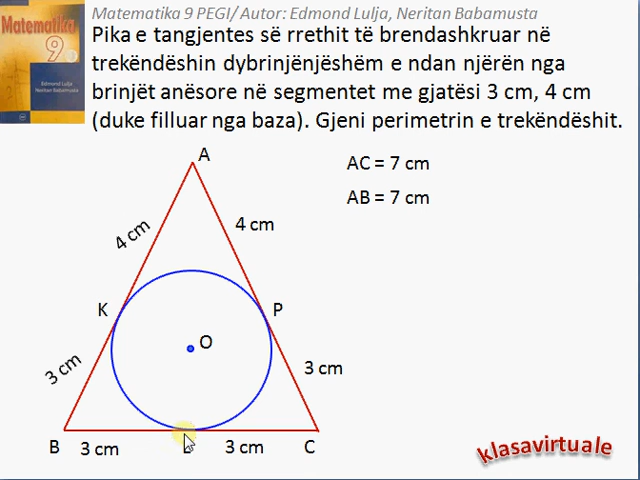 Matematika 9 PEGI/ Autor: Edmond Lulja, Neritan Babamusta
Matematika
9
Edmond Lulja
Neritan Babamusta
Pika e tangjentes së rrethit të brendashkruar në
trekëndëshin dybrinjënjëshëm e ndan njërën nga
brinjët anësore në segmentet me gjatësi 3 cm, 4 cm
(duke filluar nga baza). Gjeni perimetrin e trekëndëshit.
A
AC = 7 cm
AB = 7 cm
4 cm
4 cm
K
P
O
3 cm
3 cm
B
3 cm
L
3 cm
C
klasavirtuale